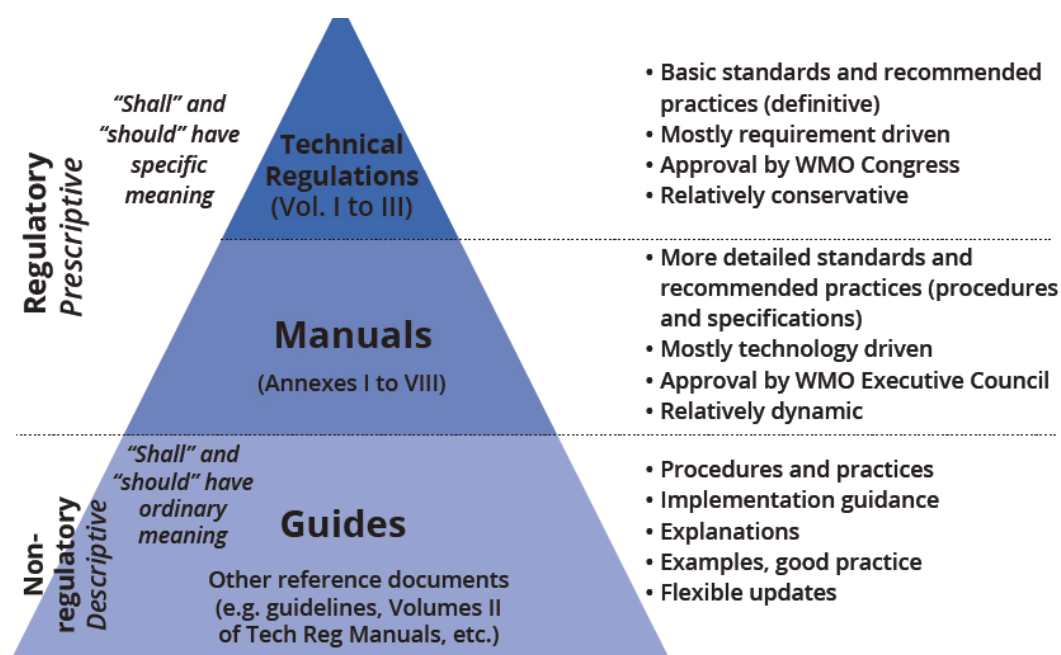 Regulatory
Prescriptive
“Shall” and
“should” have
specific
meaning
Technical
Regulations
(Vol. I to III)
• Basic standards and recommended
practices (definitive)
• Mostly requirement driven
• Approval by WMO Congress
• Relatively conservative
Manuals
(Annexes I to VIII)
• More detailed standards and
recommended practices (procedures
and specifications)
• Mostly technology driven
• Approval by WMO Executive Council
• Relatively dynamic
Non-
regulatory
Descriptive
“Shall” and
“should” have
ordinary
meaning
Guides
Other reference documents
(e.g. guidelines, Volumes II
of Tech Reg Manuals, etc.)
• Procedures and practices
• Implementation guidance
• Explanations
• Examples, good practice
• Flexible updates